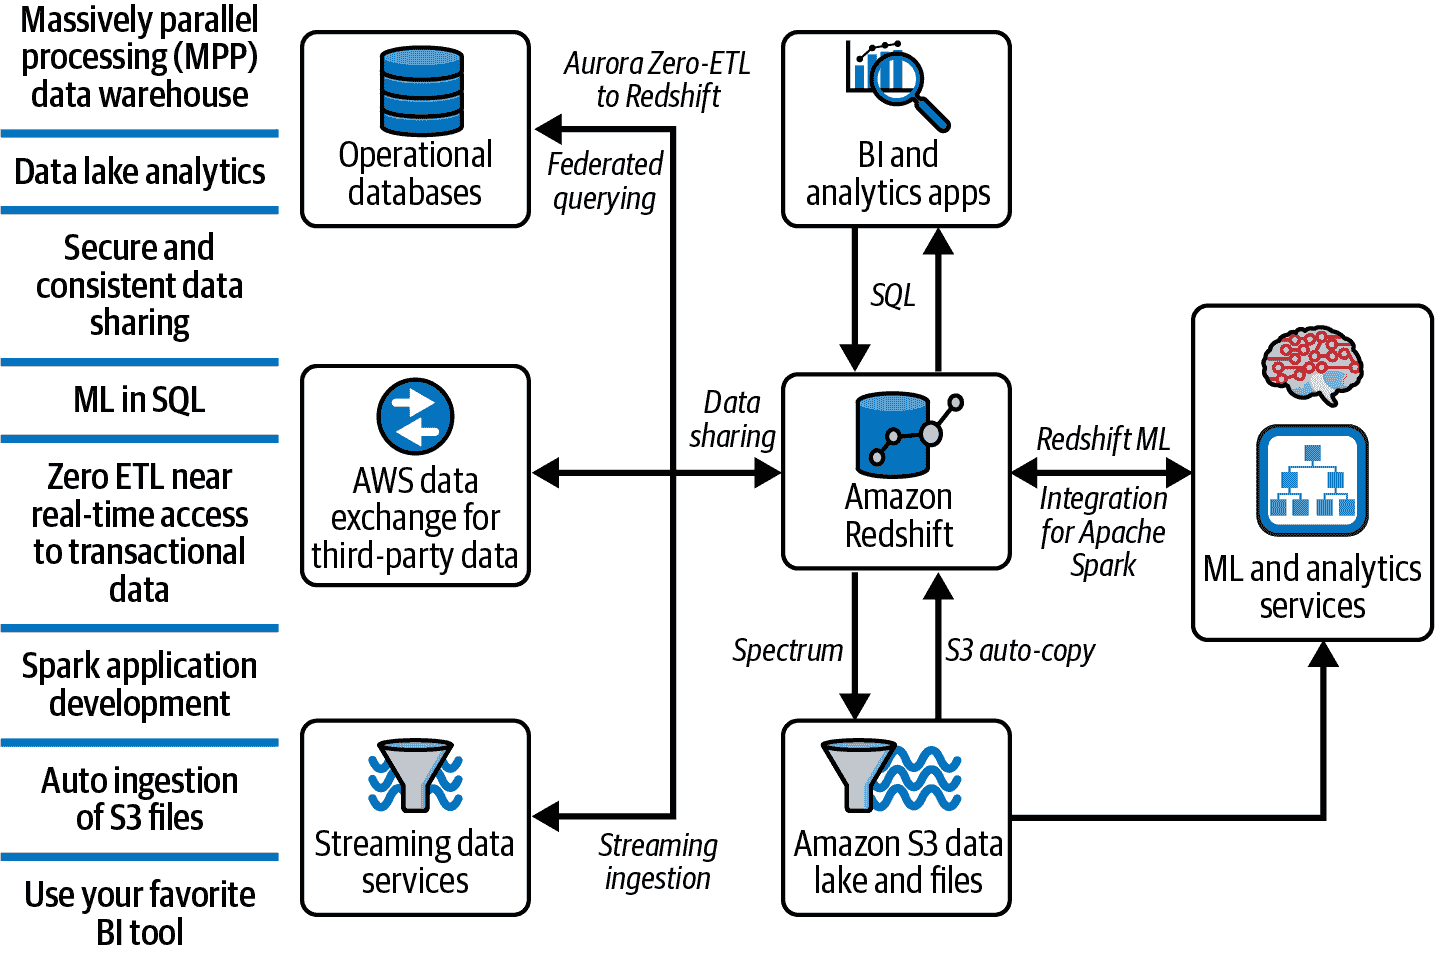 Massively parallel
processing (MPP)
data warehouse
Data lake analytics
Secure and
consistent data
sharing
ML in SQL
Zero ETL near
real-time access
to transactional
data
Spark application
development
Auto ingestion
of S3 files
Use your favorite
BI tool
Operational
databases
Aurora Zero-ETL
to Redshift
Federated
querying
BI and
analytics apps
SQL
AWS data
exchange for
third-party data
Data
sharing
Amazon
Redshift
Redshift ML
Integration
for Apache
Spark
ML and analytics
services
Spectrum
S3 auto-copy
Streaming data
services
Streaming
ingestion
Amazon S3 data
lake and files